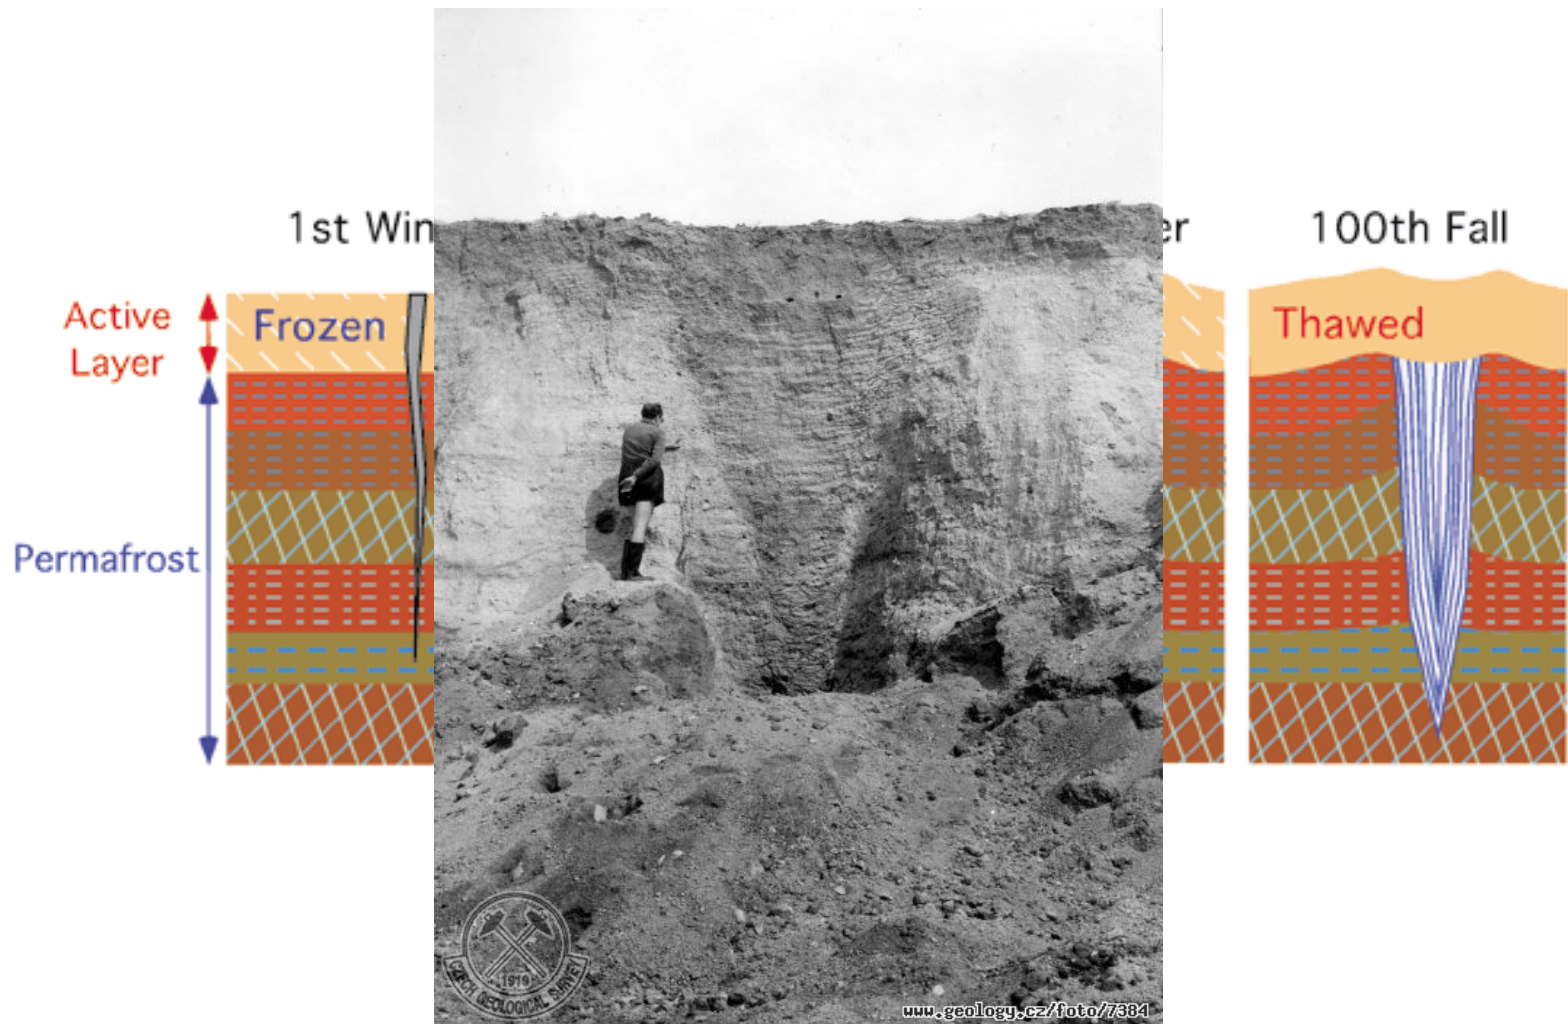 1st Win
er
100th Fall
Active
Layer
Frozen
Thawed
Permafrost
1919
CZECH GEOLOGICAL SURVEY
www.geology.cz/foto/7384